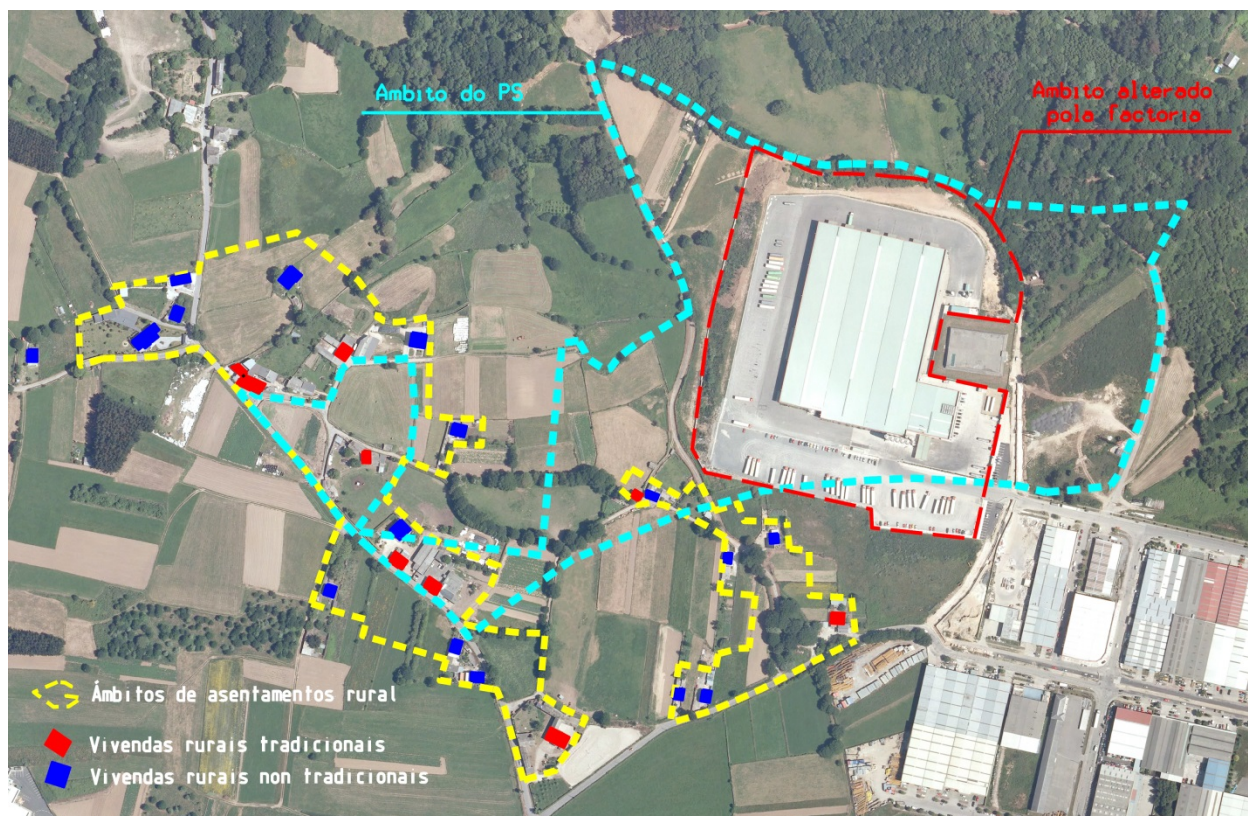 Ambito do PS
Ambito alterado
pola factoria
Ámbitos de asentamentos rural
Vivendas rurais tradicionais
Vivendas rurais non tradicionais